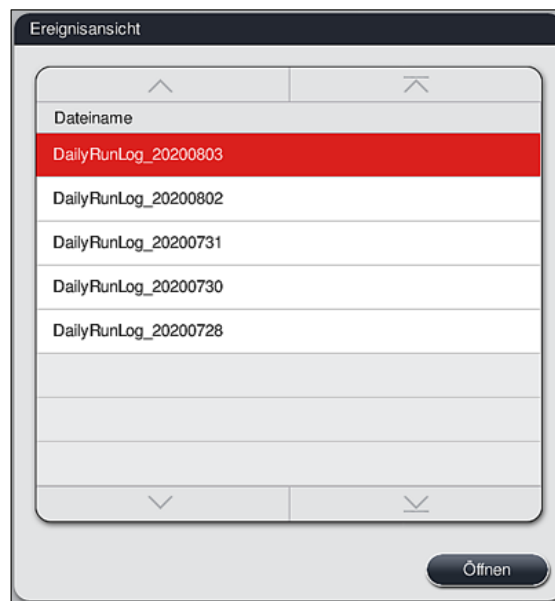 Ereignisansicht
Dateiname
DailyRunLog_20200803
DailyRunLog_20200802
DailyRunLog_20200731
DailyRunLog_20200730
DailyRunLog_20200728
Öffnen